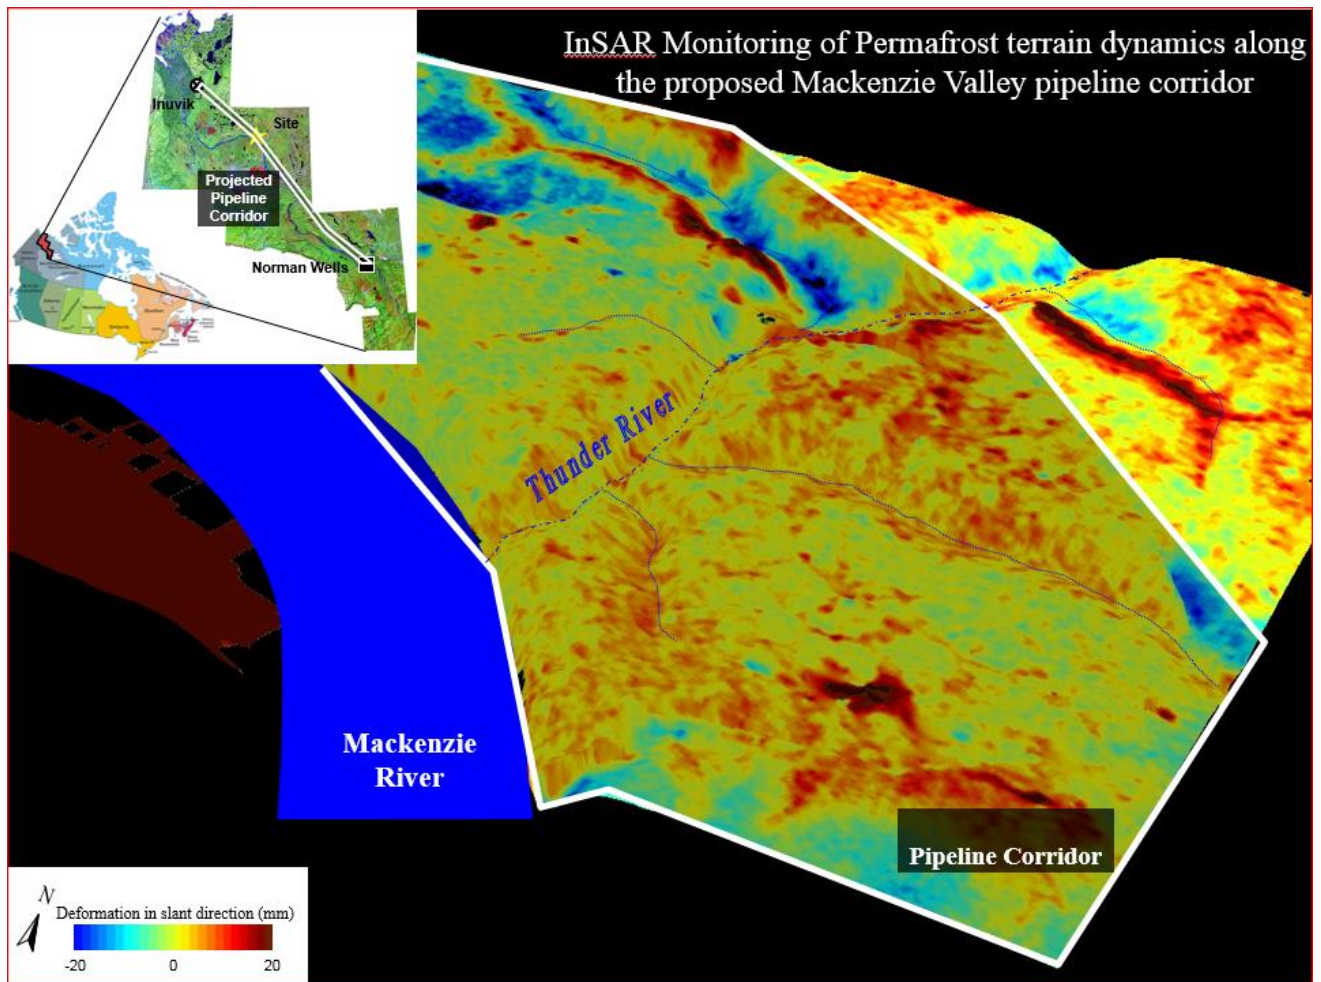 InSAR Monitoring of Permafrost terrain dynamics along
the proposed Mackenzie Valley pipeline corridor
Inuvik
Site
Projected
Pipeline
Corridor
Norman Wells
Thunder River
Mackenzie
River
Pipeline Corridor
N
Deformation in slant direction (mm)
-20 0 20